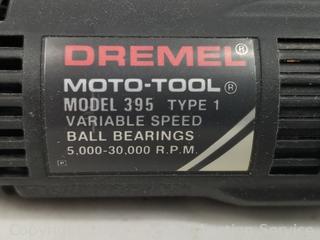 DREMEL®
MOTO-TOOL®
MODEL 395 TYPE 1
VARIABLE SPEED
BALL BEARINGS
5,000-30,000 R.P.M.
P